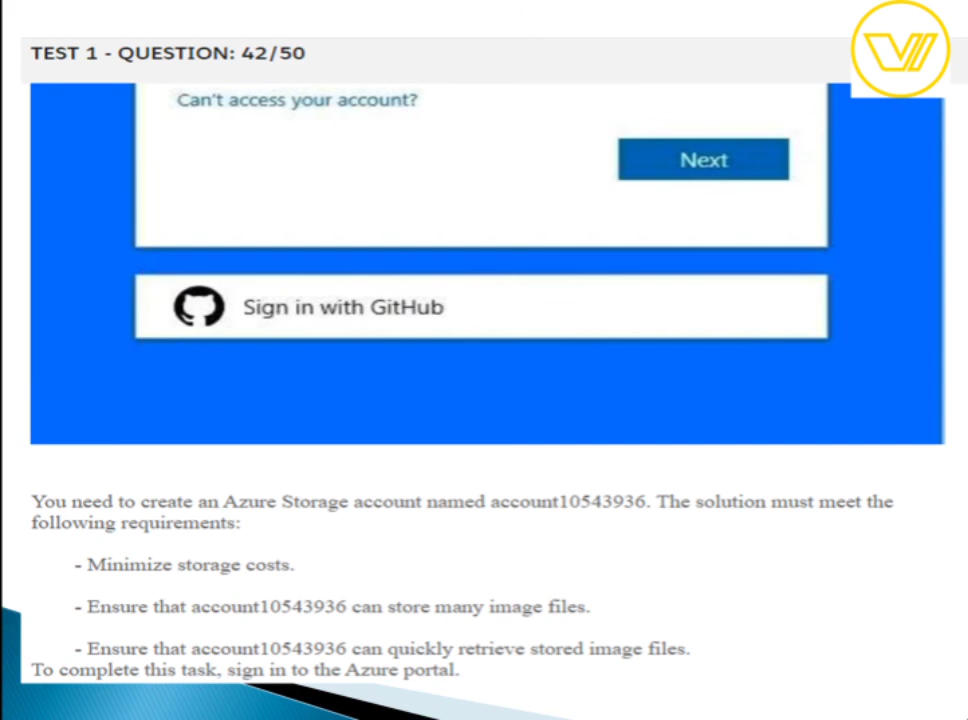 TEST 1 - QUESTION: 42/50
Can't access your account?
Next
Sign in with GitHub
You need to create an Azure Storage account named account10543936. The solution must meet the
following requirements:
- Minimize storage costs.
- Ensure that account10543936 can store many image files.
- Ensure that account10543936 can quickly retrieve stored image files.
To complete this task, sign in to the Azure portal.